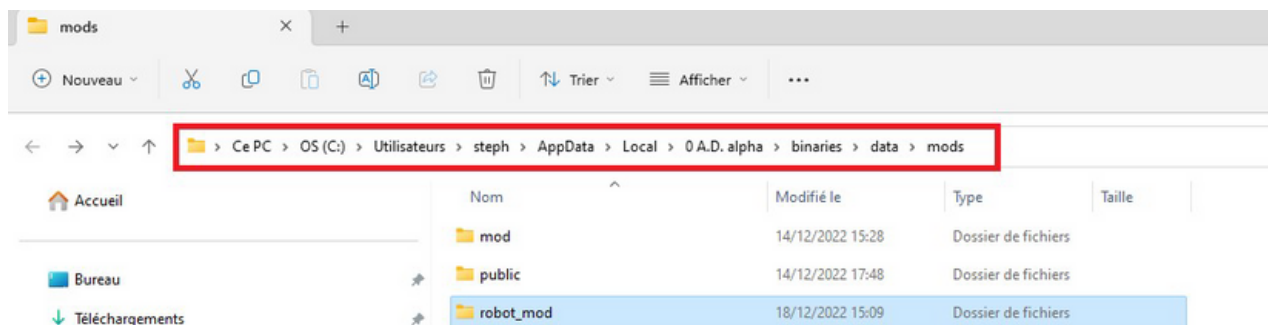 mods
Nouveau Trier Afficher
Ce PC > OS (C:) > Utilisateurs > steph > AppData > Local > 0 A.D. alpha > binaries > data > mods
Accueil Nom Modifié le Type Taille
mod 14/12/2022 15:28 Dossier de fichiers
Bureau public 14/12/2022 17:48 Dossier de fichiers
Téléchargements robot_mod 18/12/2022 15:09 Dossier de fichiers